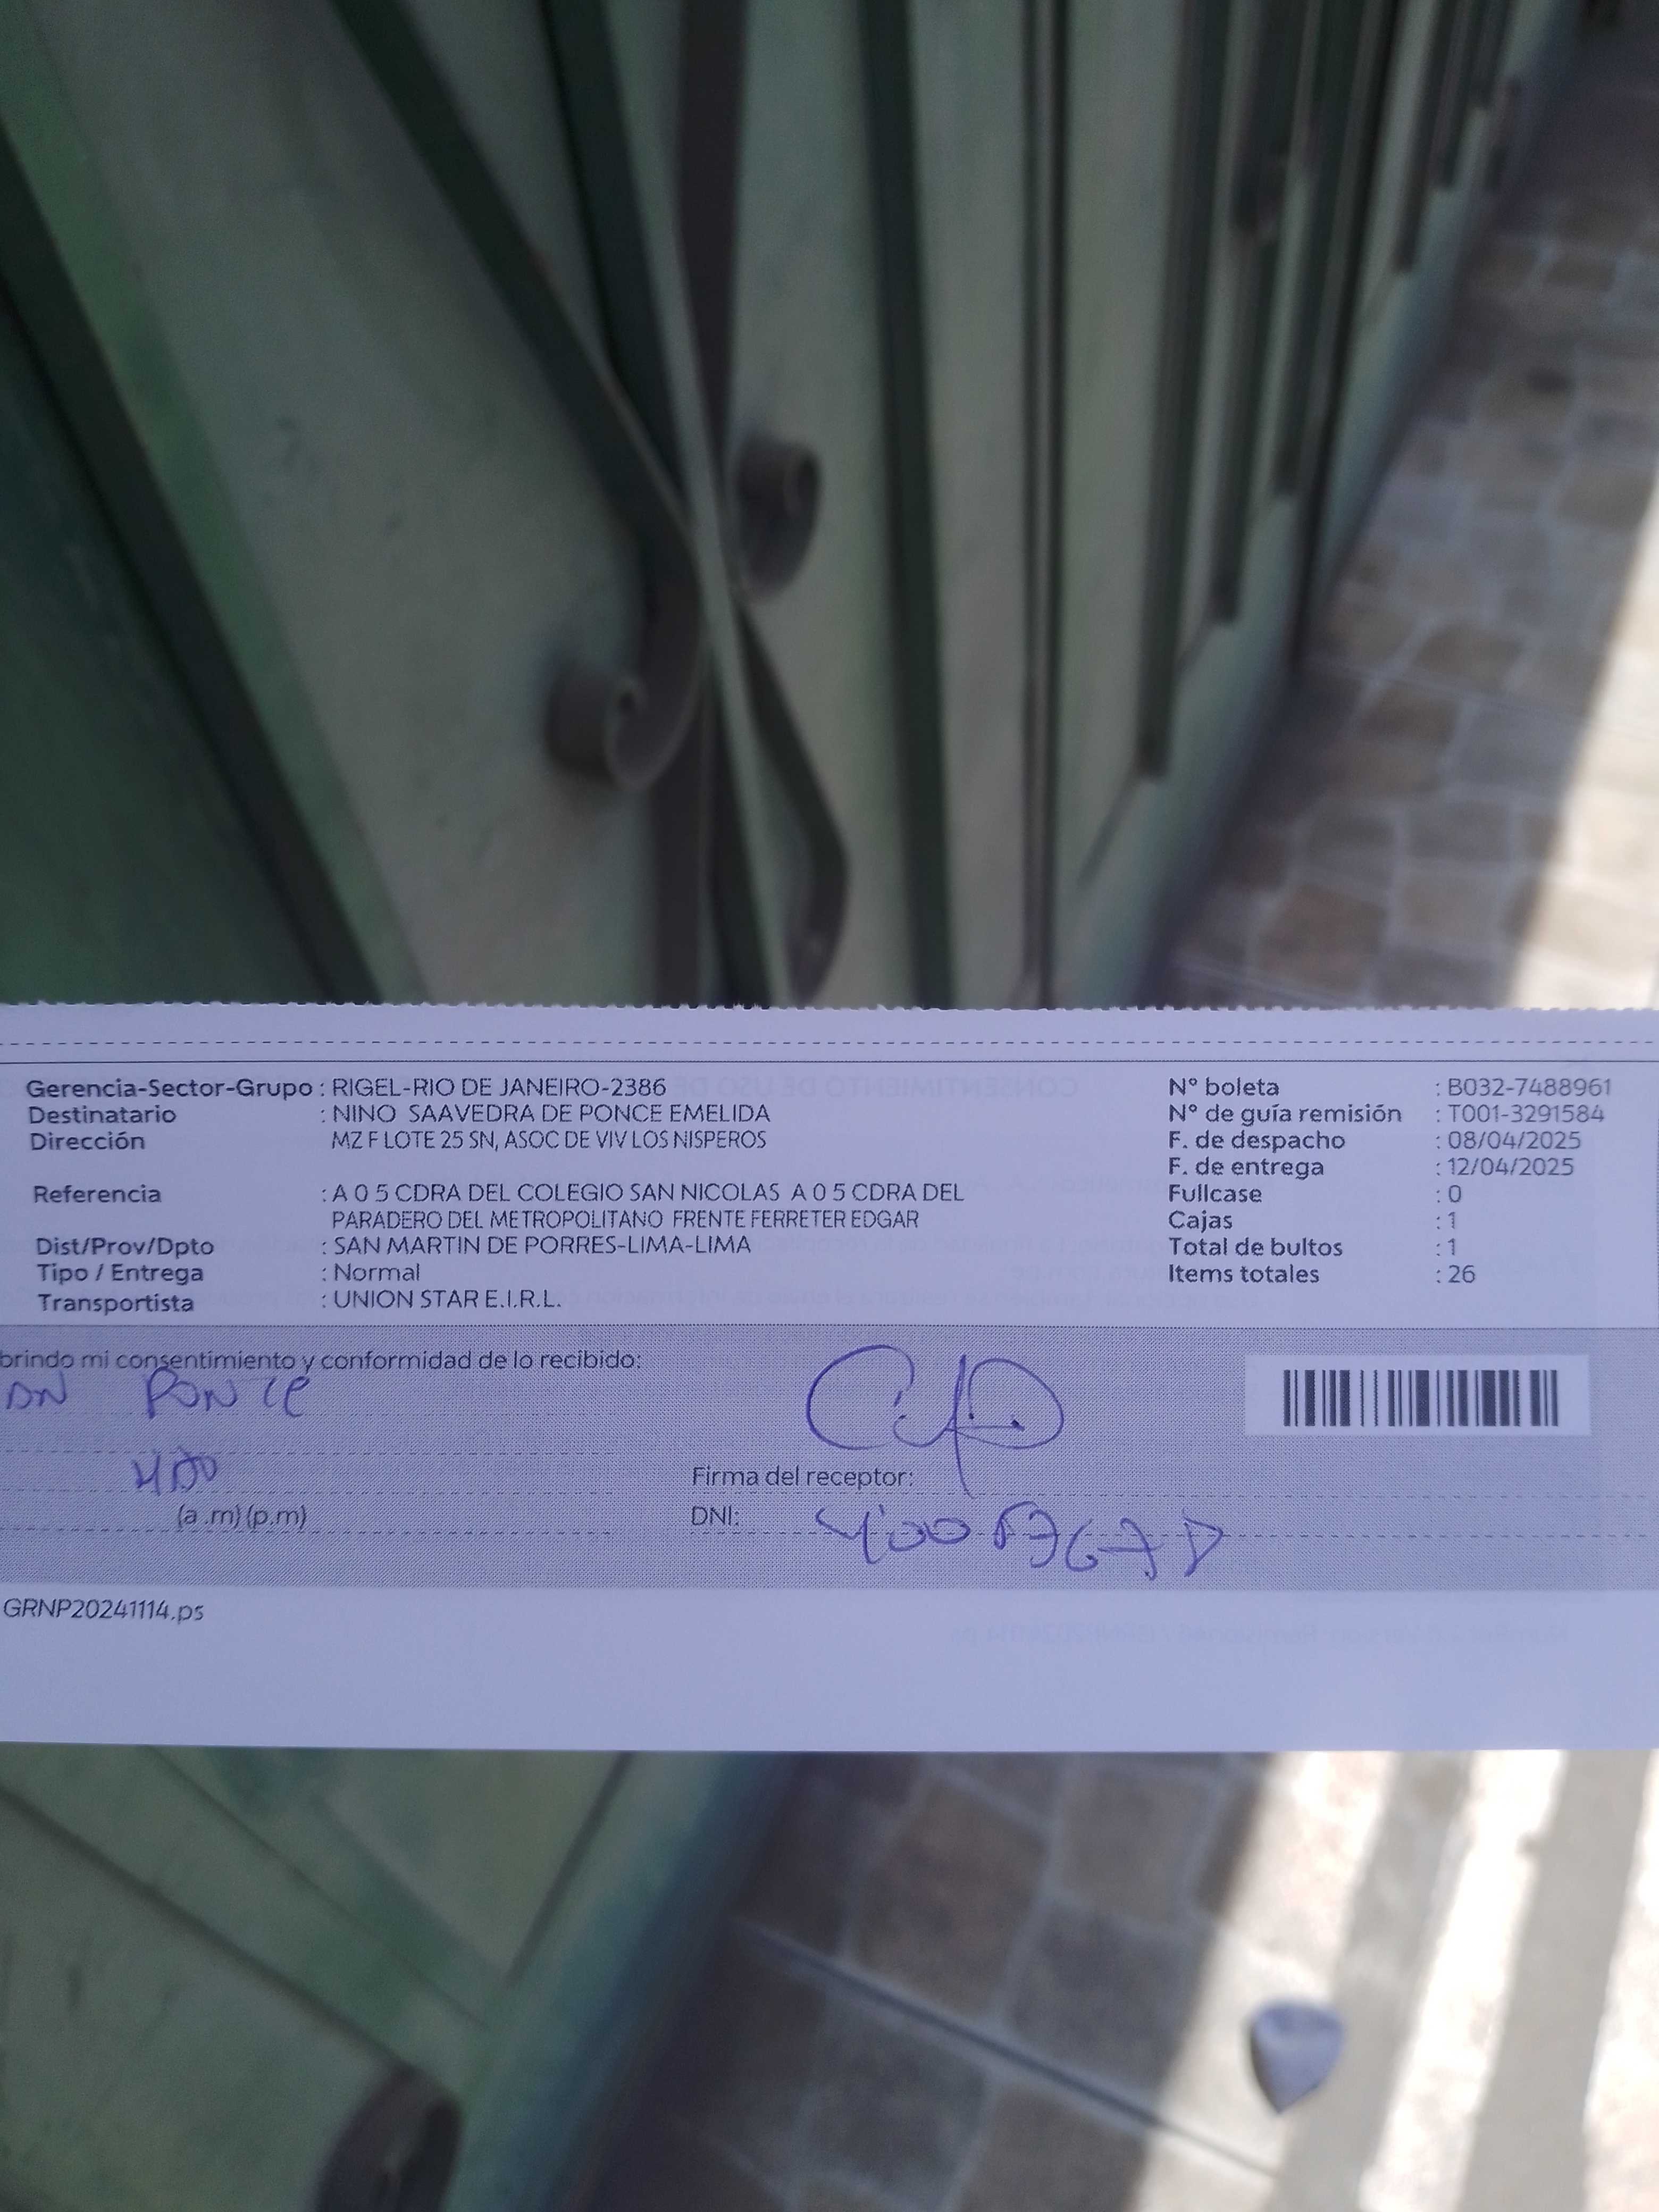 Gerencia-Sector-Grupo : RIGEL-RIO DE JANEIRO-2386
Destinatario : NINO SAAVEDRA DE PONCE EMELIDA
Dirección MZ F LOTE 25 SN, ASOC DE VIV LOS NISPEROS
Referencia : A 0 5 CDRA DEL COLEGIO SAN NICOLAS A 0 5 CDRA DEL
PARADERO DEL METROPOLITANO FRENTE FERRETER EDGAR
Dist/Prov/Dpto : SAN MARTIN DE PORRES-LIMA-LIMA
Tipo / Entrega : Normal
Transportista : UNION STAR E.I.R.L.
N° boleta : B032-7488961
N° de guía remisión : T001-3291584
F. de despacho : 08/04/2025
F. de entrega : 12/04/2025
Fullcase : 0
Cajas : 1
Total de bultos : 1
Items totales : 26
brindo mi consentimiento y conformidad de lo recibido:
PONCE
(a .m) (p.m)
Firma del receptor:
DNI:
GRNP20241114.ps